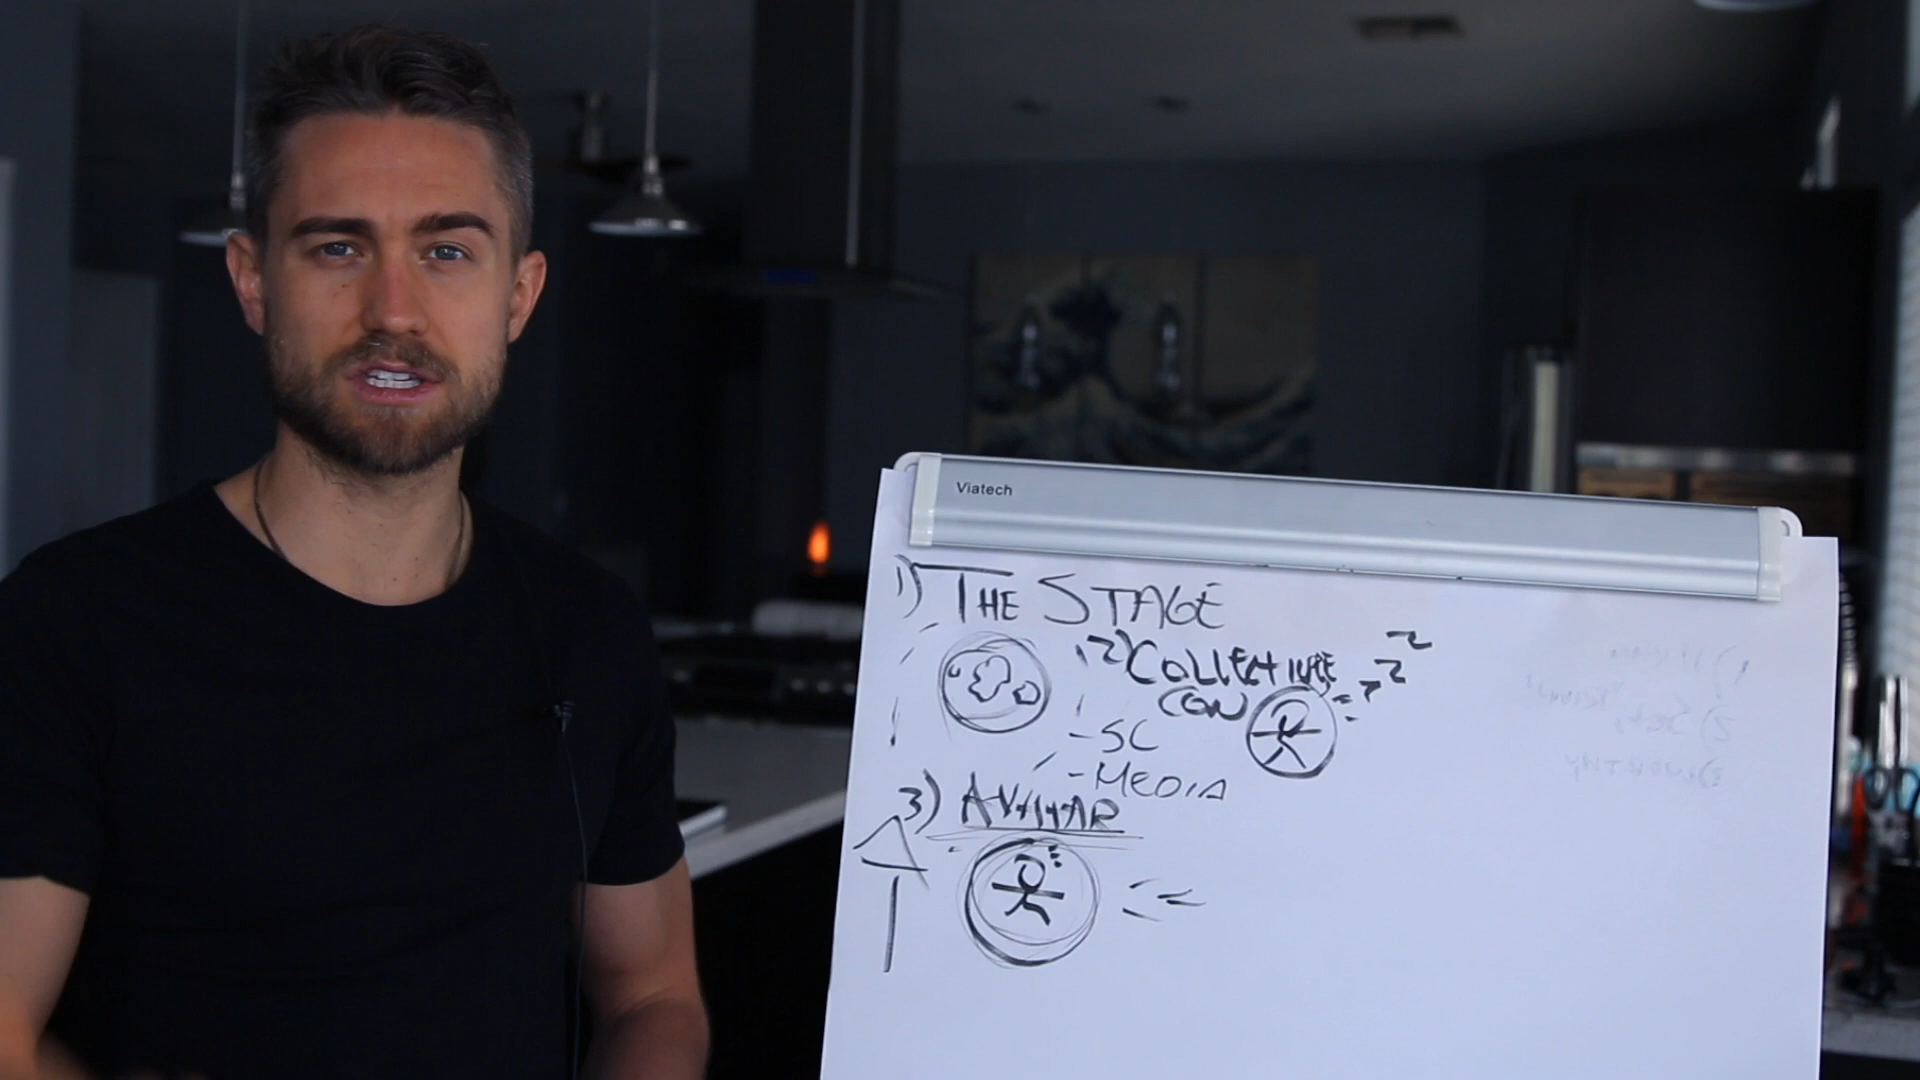 Viatech
1) THE STAGE
2) COLLECTIVE
CON
Z Z Z
- SC
- MEDIA
3) AVATAR